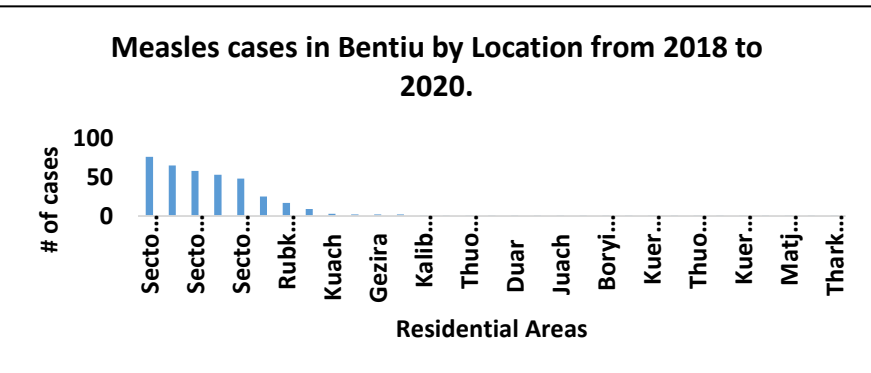 Measles cases in Bentiu by Location from 2018 to
2020.
100
50
0
# of cases
Secto...
Secto...
Secto...
Rubk...
Kuach
Gezira
Kalib...
Thuo...
Duar
Juach
Boryi...
Kuer...
Thuo...
Kuer...
Matj...
Thark...
Residential Areas